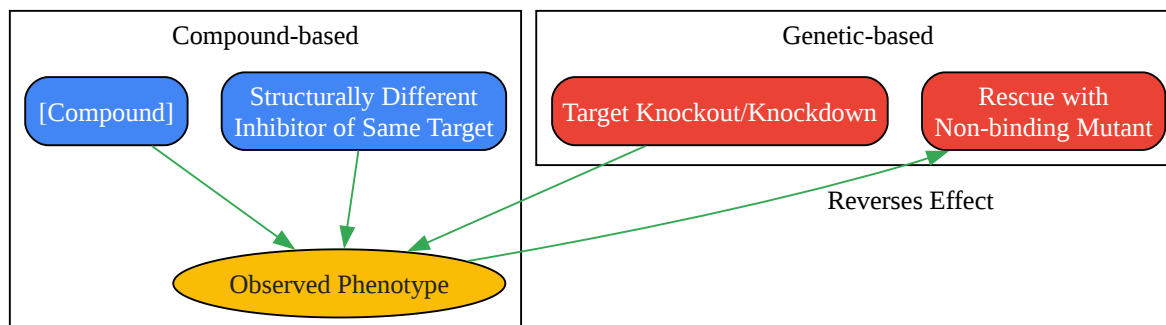 Compound-based
Genetic-based
[Compound]
Structurally Different
Inhibitor of Same Target
Target Knockout/Knockdown
Rescue with
Non-binding Mutant
Reverses Effect
Observed Phenotype